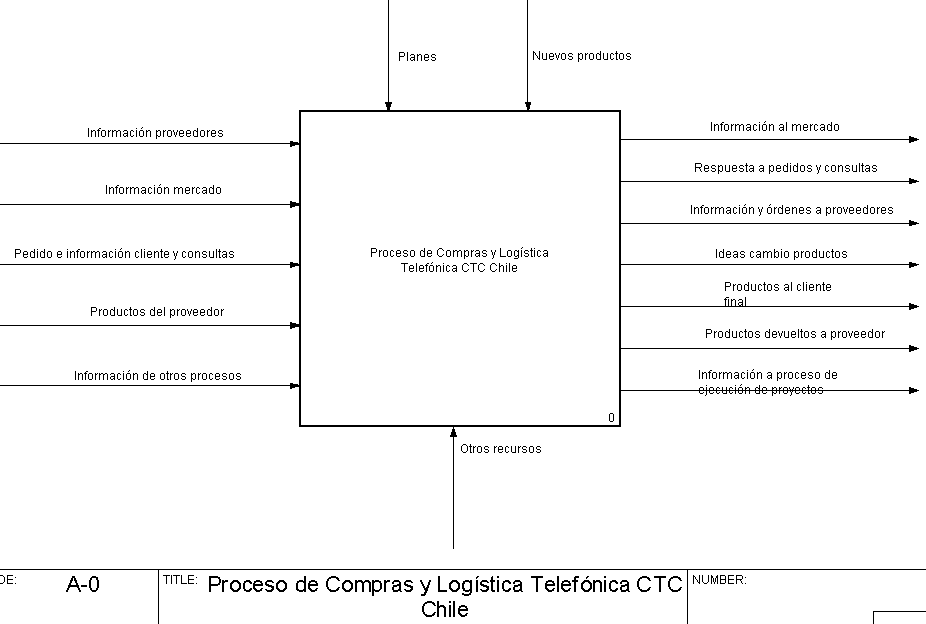 Planes
Nuevos productos
Información proveedores
Información mercado
Pedido e información cliente y consultas
Productos del proveedor
Información de otros procesos
Proceso de Compras y Logística
Telefónica CTC Chile
0
Información al mercado
Respuesta a pedidos y consultas
Información y órdenes a proveedores
Ideas cambio productos
Productos al cliente
final
Productos devueltos a proveedor
Información a proceso de
ejecución de proyectos
Otros recursos
DE:
A-0
TITLE:
Proceso de Compras y Logística Telefónica CTC
Chile
NUMBER: